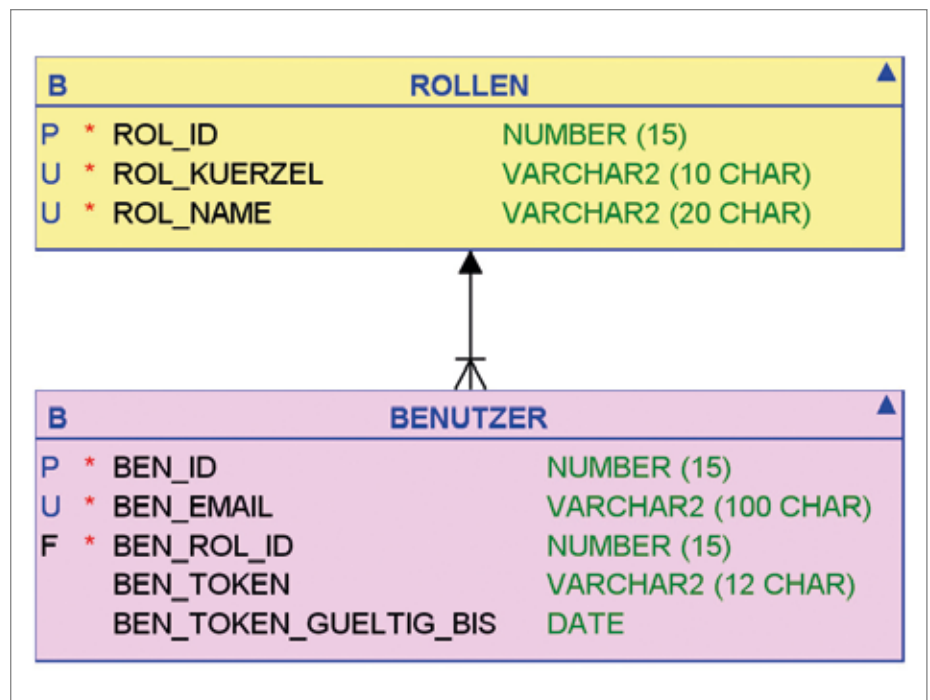 B ROLLEN
P * ROL_ID NUMBER (15)
U * ROL_KUERZEL VARCHAR2 (10 CHAR)
U * ROL_NAME VARCHAR2 (20 CHAR)
B BENUTZER
P * BEN_ID NUMBER (15)
U * BEN_EMAIL VARCHAR2 (100 CHAR)
F * BEN_ROL_ID NUMBER (15)
BEN_TOKEN VARCHAR2 (12 CHAR)
BEN_TOKEN_GUELTIG_BIS DATE